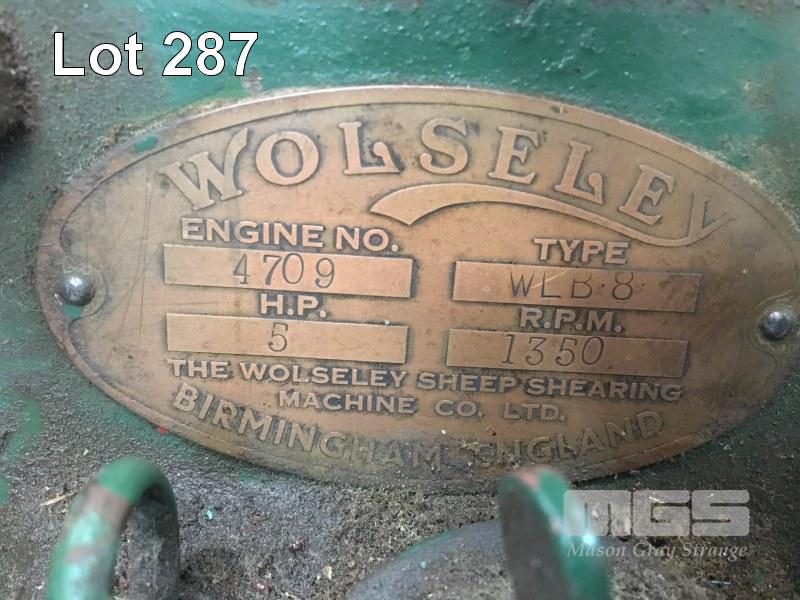 Lot 287
WOLSELEY
ENGINE NO. TYPE
4709 WLB·8·
H.P. R.P.M.
5 1350
THE WOLSELEY SHEEP SHEARING
MACHINE CO. LTD.
BIRMINGHAM ENGLAND
MGS
Mason Gray Strange